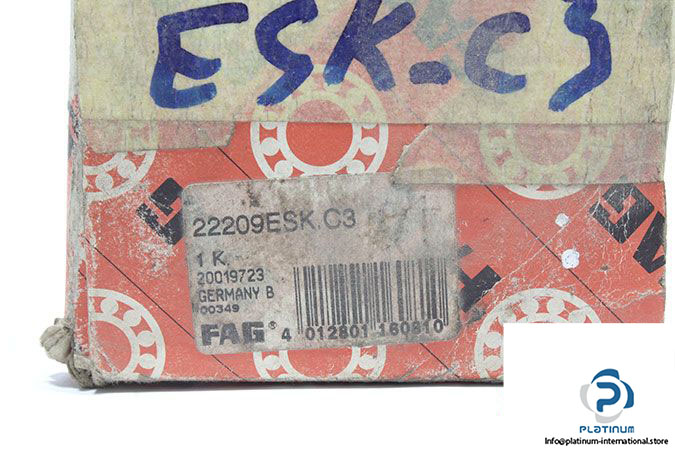 ESK-C3
22209ESK.C3
1 K.
20019723
GERMANY B
00349
FAG® 4 012801 160810
PLATINUM
Info@platinum-international.store